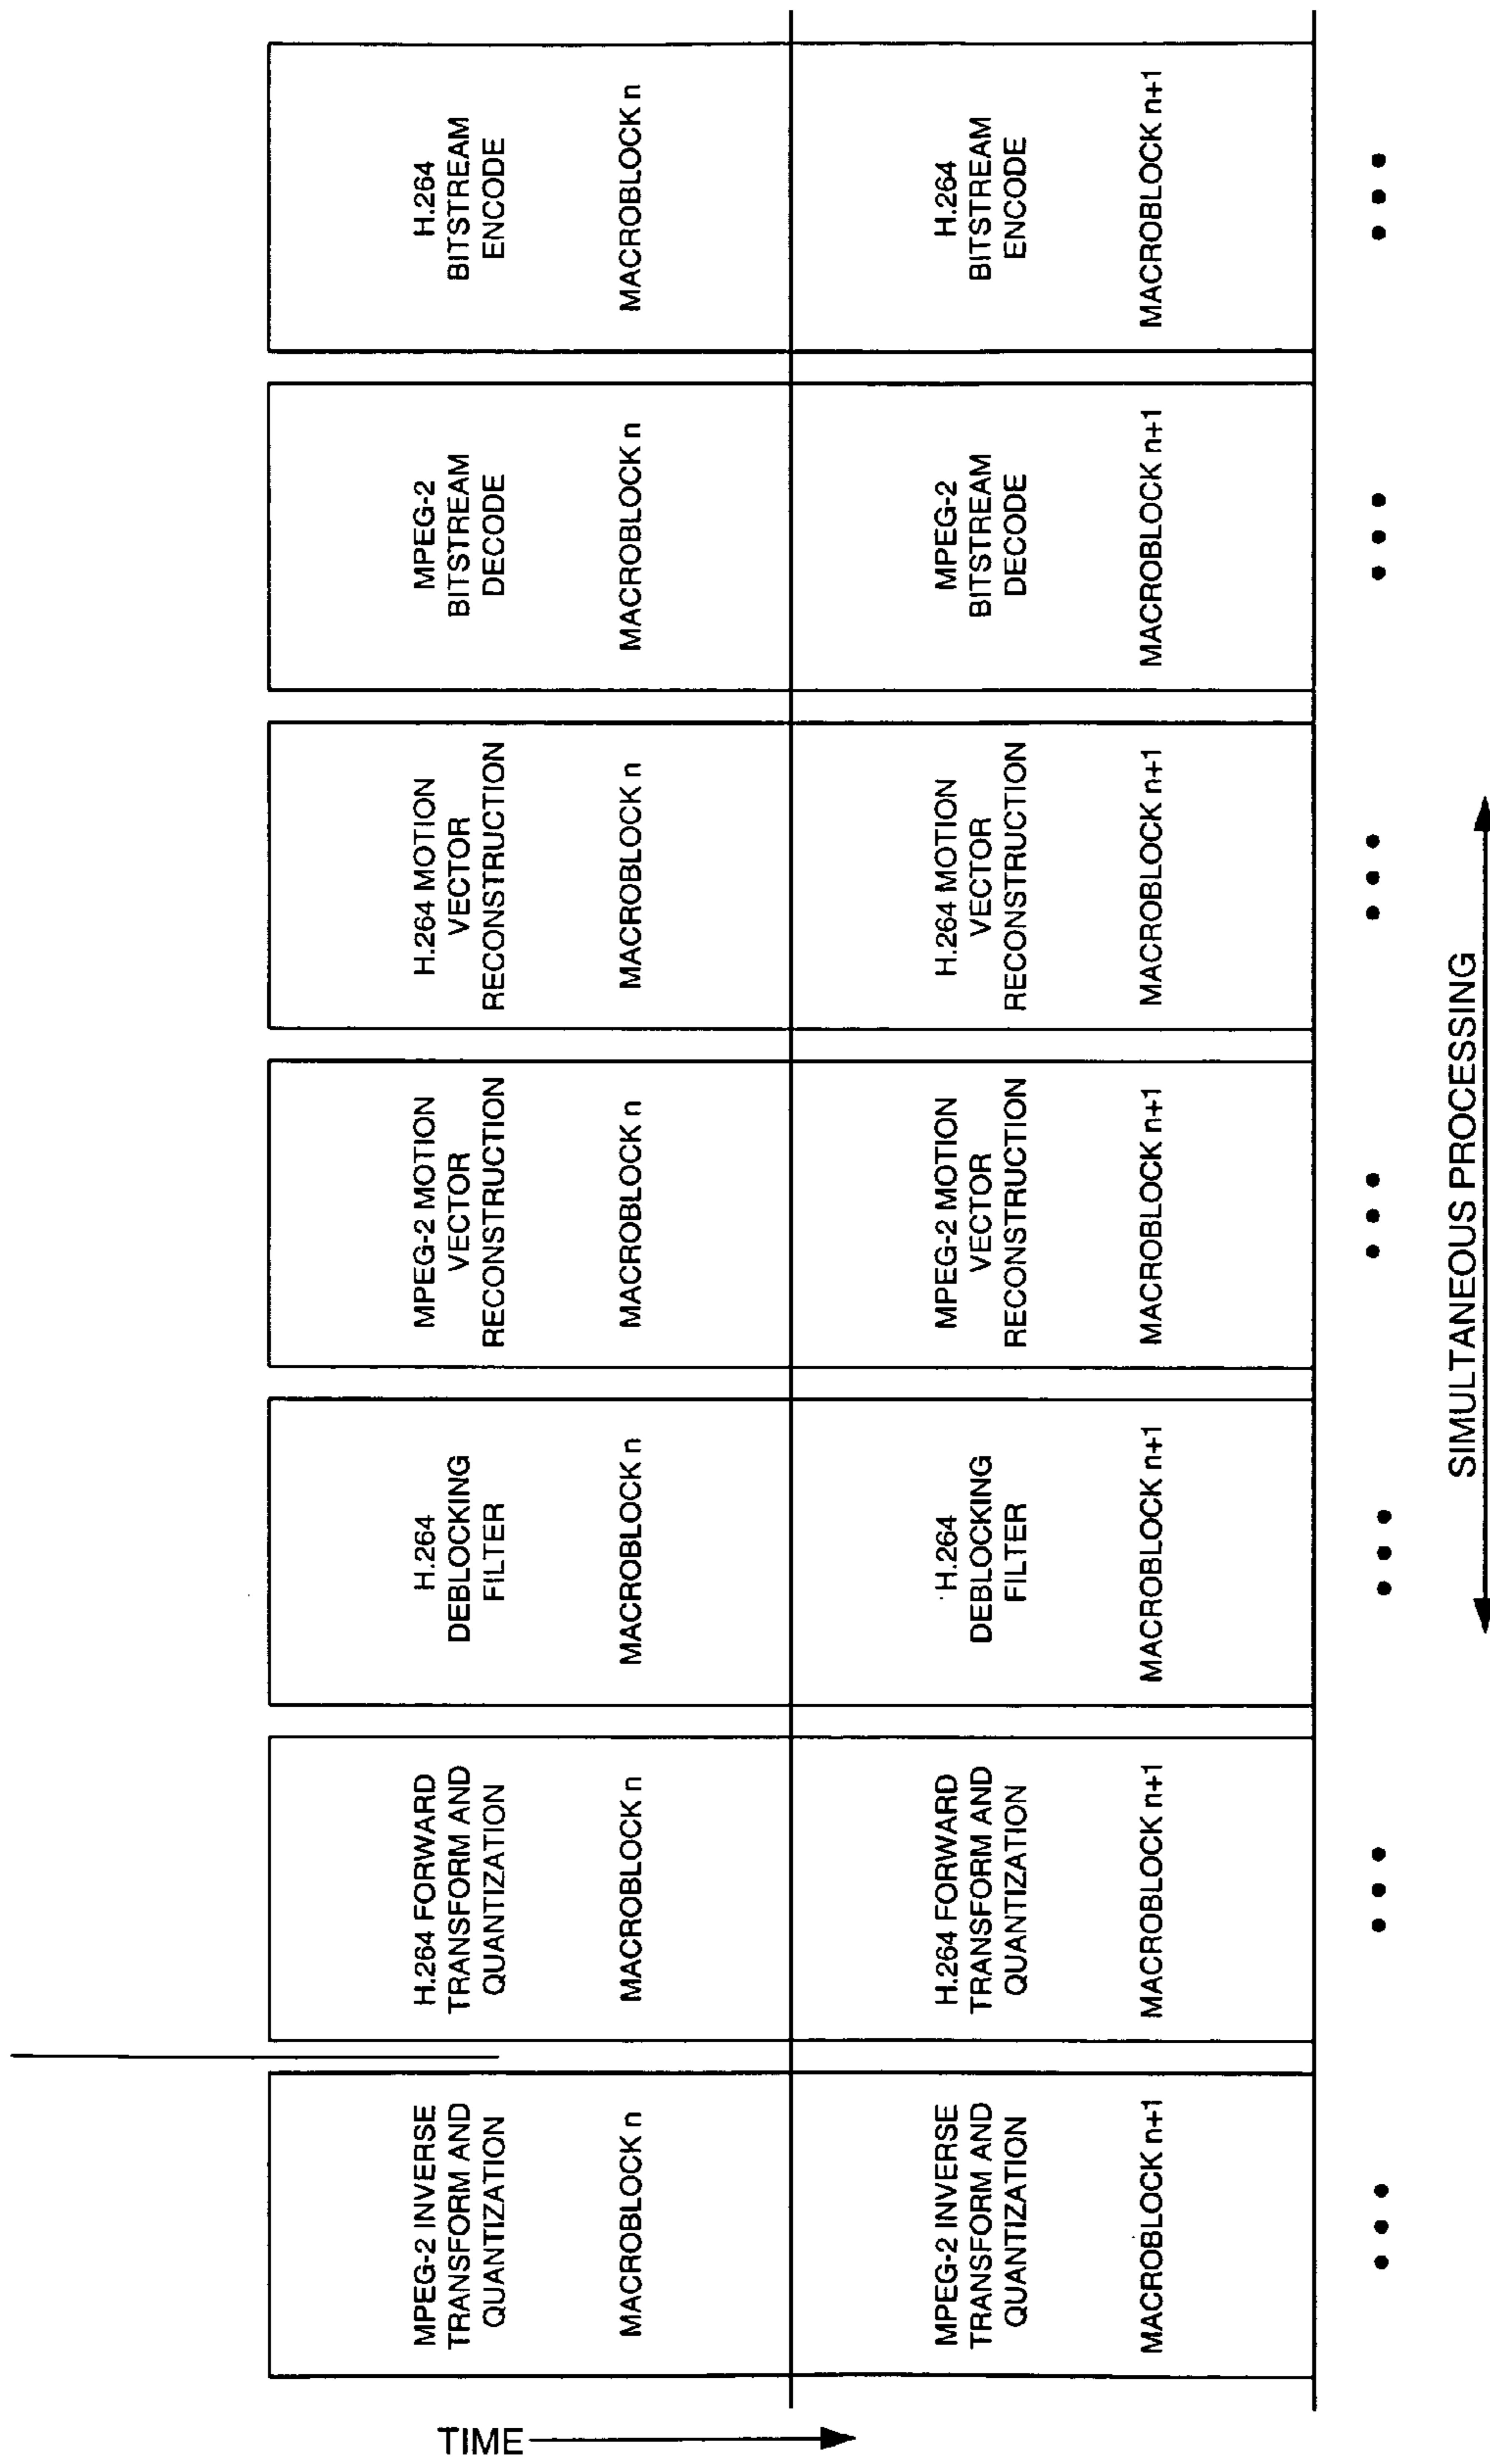 TIME
MPEG-2 INVERSE
TRANSFORM AND
QUANTIZATION
MACROBLOCK n
H.264 FORWARD
TRANSFORM AND
QUANTIZATION
MACROBLOCK n
H.264
DEBLOCKING
FILTER
MACROBLOCK n
MPEG-2 MOTION
VECTOR
RECONSTRUCTION
MACROBLOCK n
H.264 MOTION
VECTOR
RECONSTRUCTION
MACROBLOCK n
MPEG-2
BITSTREAM
DECODE
MACROBLOCK n
H.264
BITSTREAM
ENCODE
MACROBLOCK n
MPEG-2 INVERSE
TRANSFORM AND
QUANTIZATION
MACROBLOCK n+1
H.264 FORWARD
TRANSFORM AND
QUANTIZATION
MACROBLOCK n+1
H.264
DEBLOCKING
FILTER
MACROBLOCK n+1
MPEG-2 MOTION
VECTOR
RECONSTRUCTION
MACROBLOCK n+1
H.264 MOTION
VECTOR
RECONSTRUCTION
MACROBLOCK n+1
MPEG-2
BITSTREAM
DECODE
MACROBLOCK n+1
H.264
BITSTREAM
ENCODE
MACROBLOCK n+1
SIMULTANEOUS PROCESSING